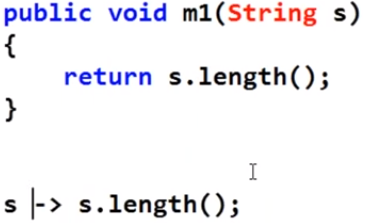 public void m1(String s)
{
return s.length();
}
s -> s.length();